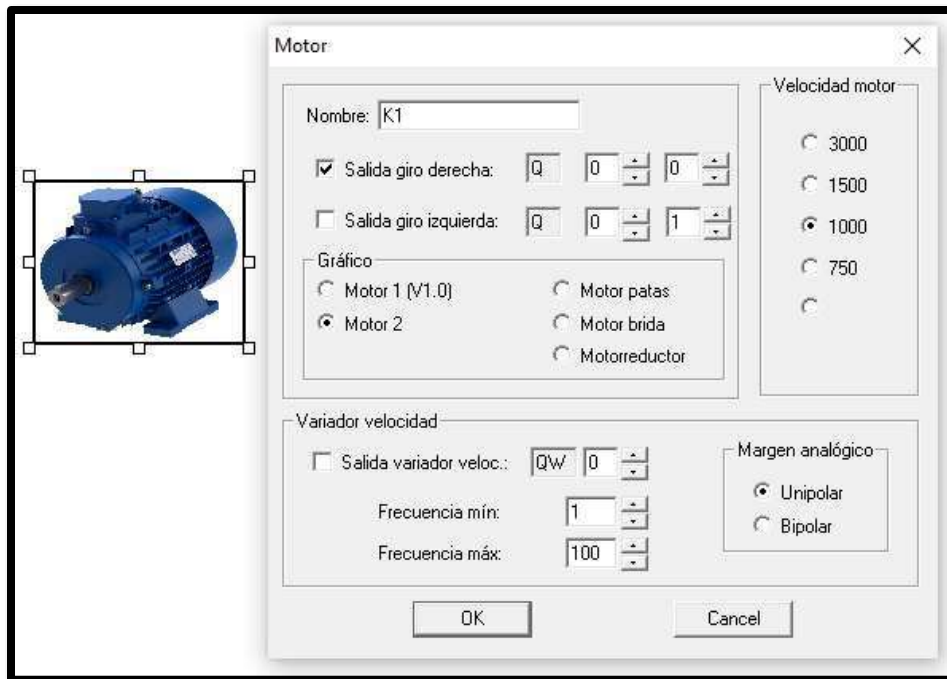 Motor
Nombre: K1
Salida giro derecha: Q 0 0
Salida giro izquierda: Q 0 1
Gráfico
Motor 1 (V1.0)
Motor 2
Motor patas
Motor brida
Motorreductor
Velocidad motor
3000
1500
1000
750
Variador velocidad
Salida variador veloc.: QW 0
Frecuencia mín: 1
Frecuencia máx: 100
Margen analógico
Unipolar
Bipolar
OK
Cancel